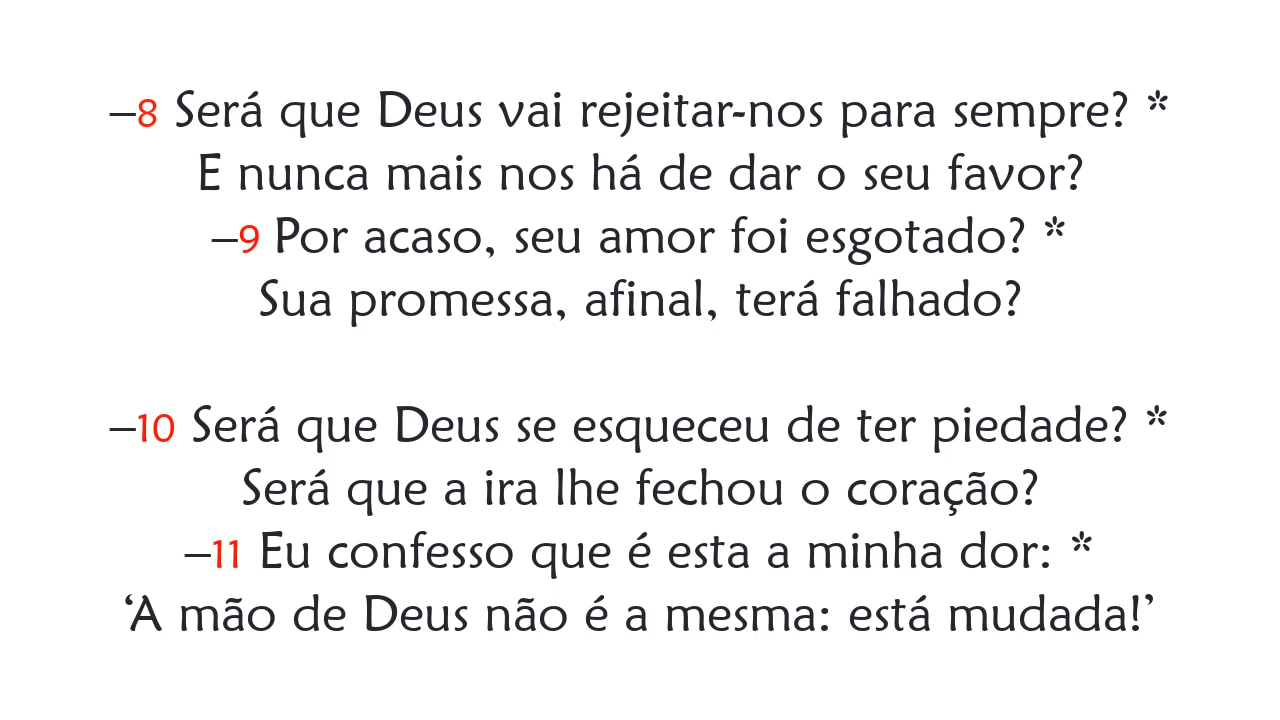 –8 Será que Deus vai rejeitar-nos para sempre? *
E nunca mais nos há de dar o seu favor?
–9 Por acaso, seu amor foi esgotado? *
Sua promessa, afinal, terá falhado?
–10 Será que Deus se esqueceu de ter piedade? *
Será que a ira lhe fechou o coração?
–11 Eu confesso que é esta a minha dor: *
‘A mão de Deus não é a mesma: está mudada!’